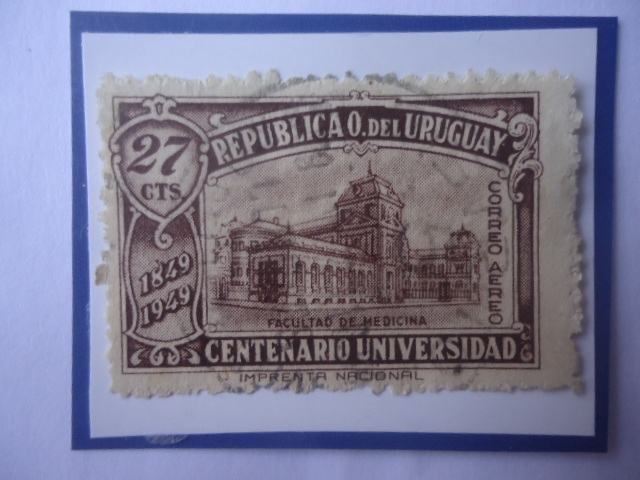 27
CTS.
REPUBLICA O. DEL URUGUAY
CORREO AEREO
1849
1949
FACULTAD DE MEDICINA
CENTENARIO UNIVERSIDAD
IMPRENTA NACIONAL